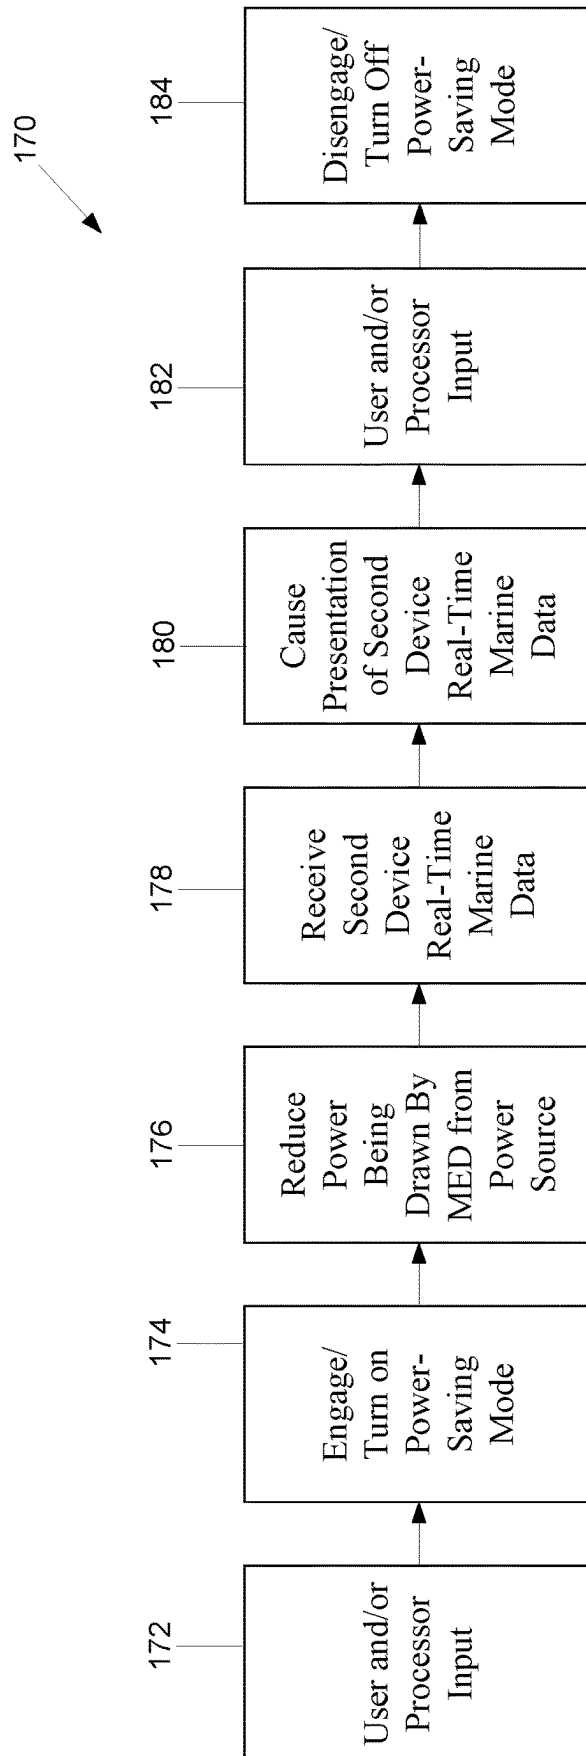 170
172
User and/or
Processor
Input
174
Engage/
Turn on
Power-
Saving
Mode
176
Reduce
Power
Being
Drawn By
MED from
Power
Source
178
Receive
Second
Device
Real-Time
Marine
Data
180
Cause
Presentation
of Second
Device
Real-Time
Marine
Data
182
User and/or
Processor
Input
184
Disengage/
Turn Off
Power-
Saving
Mode